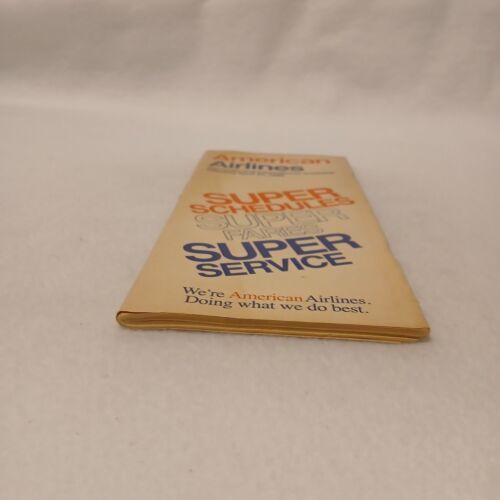 American
Airlines
SUPER
SCHEDULES
SUPER
FARES
SUPER
SERVICE
We're American Airlines.
Doing what we do best.